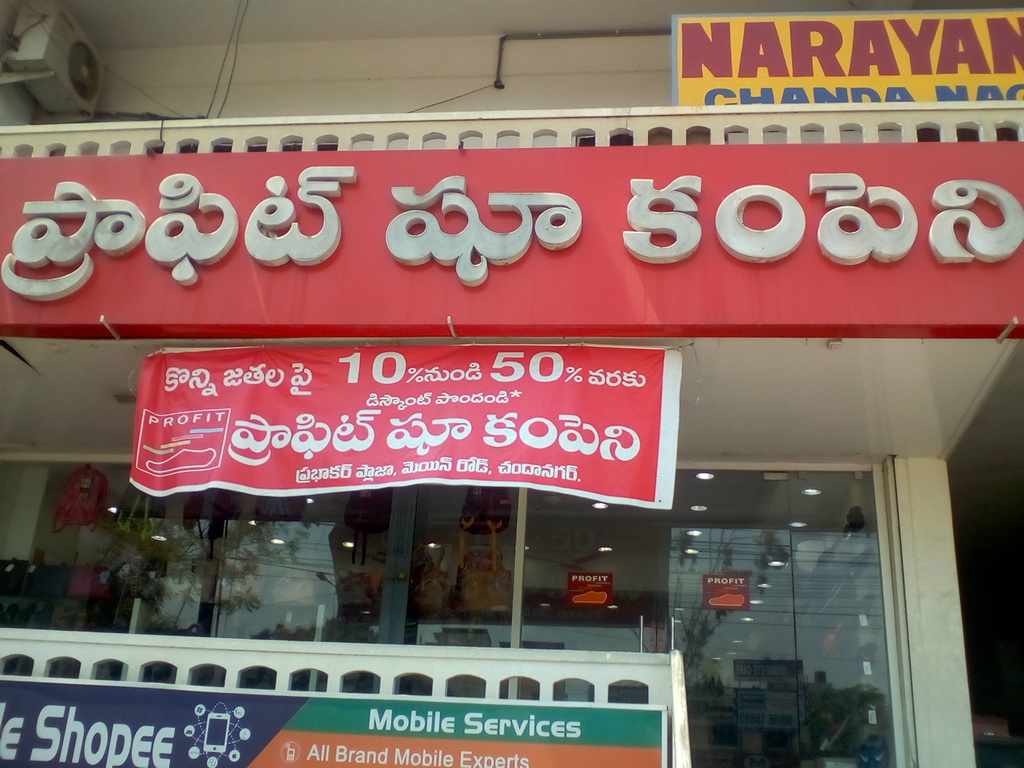 NARAYAN
CHANDA NAG
ప్రాఫిట్ షూ కంపెని
కొన్ని జతల పై 10%నుండి 50% వరకు
డిస్కౌంట్ పొందండి*
PROFIT
ప్రాఫిట్ షూ కంపెని
ప్రభాకర్ ప్లాజా, మెయిన్ రోడ్, చందానగర్.
PROFIT
PROFIT
le Shopee
Mobile Services
All Brand Mobile Experts